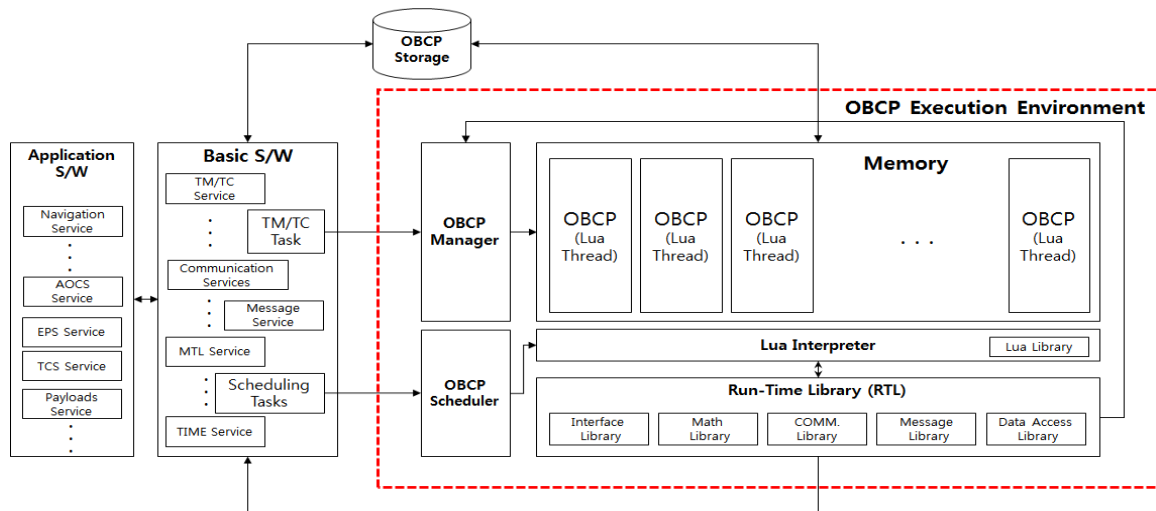 OBCP
Storage
OBCP Execution Environment
Application
S/W
Navigation
Service
AOCS
Service
EPS Service
TCS Service
Payloads
Service
Basic S/W
TM/TC
Service
TM/TC
Task
Communication
Services
Message
Service
MTL Service
Scheduling
Tasks
TIME Service
OBCP
Manager
OBCP
Scheduler
Memory
OBCP
(Lua
Thread)
OBCP
(Lua
Thread)
OBCP
(Lua
Thread)
. . .
OBCP
(Lua
Thread)
Lua Interpreter
Lua Library
Run-Time Library (RTL)
Interface
Library
Math
Library
COMM.
Library
Message
Library
Data Access
Library